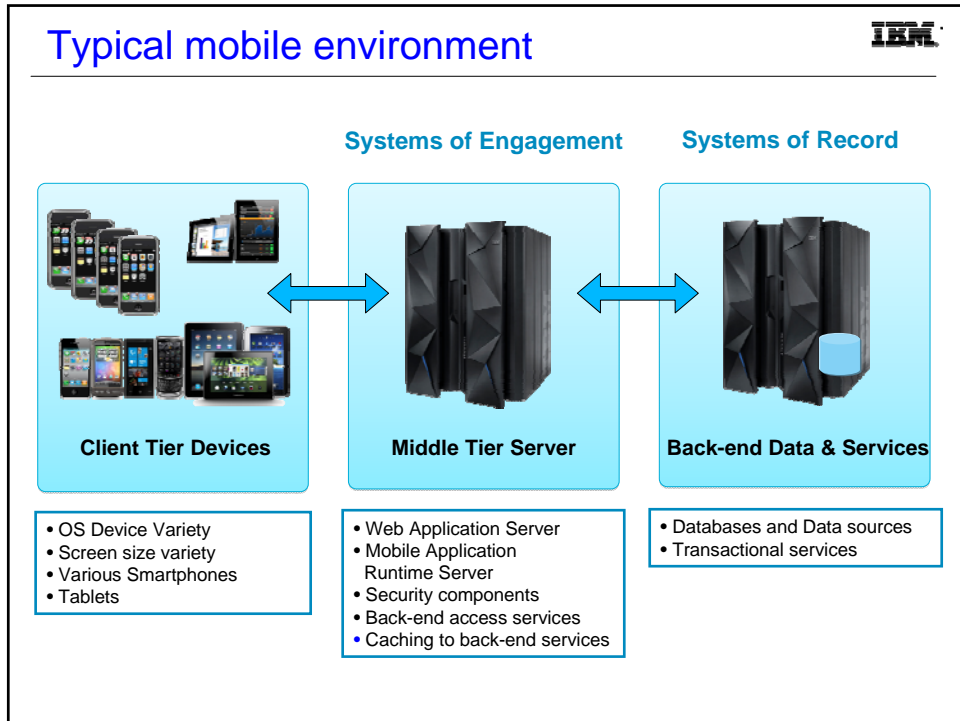 Typical mobile environment
IBM
Systems of Engagement
Systems of Record
Client Tier Devices
Middle Tier Server
Back-end Data & Services
• OS Device Variety
• Screen size variety
• Various Smartphones
• Tablets
• Web Application Server
• Mobile Application
Runtime Server
• Security components
• Back-end access services
• Caching to back-end services
• Databases and Data sources
• Transactional services